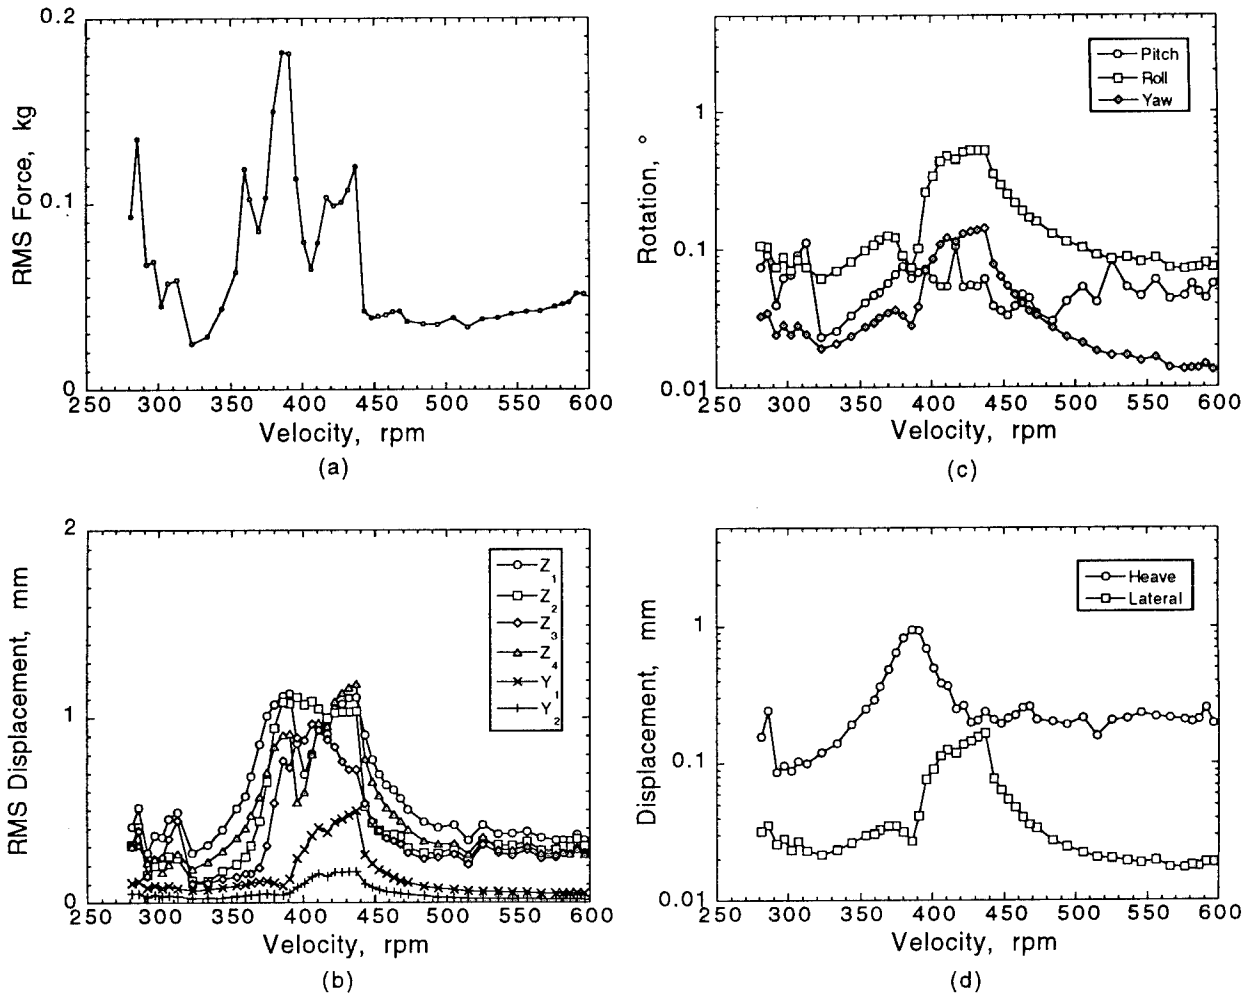 0.2
0.1
0
RMS Force, kg
250 300 350 400 450 500 550 600
Velocity, rpm
(a)
Pitch
Roll
Yaw
1
0.1
0.01
Rotation, °
250 300 350 400 450 500 550 600
Velocity, rpm
(c)
2
1
0
RMS Displacement, mm
Z1
Z2
Z3
Z4
Y1
Y2
250 300 350 400 450 500 550 600
Velocity, rpm
(b)
Heave
Lateral
1
0.1
0.01
Displacement, mm
250 300 350 400 450 500 550 600
Velocity, rpm
(d)